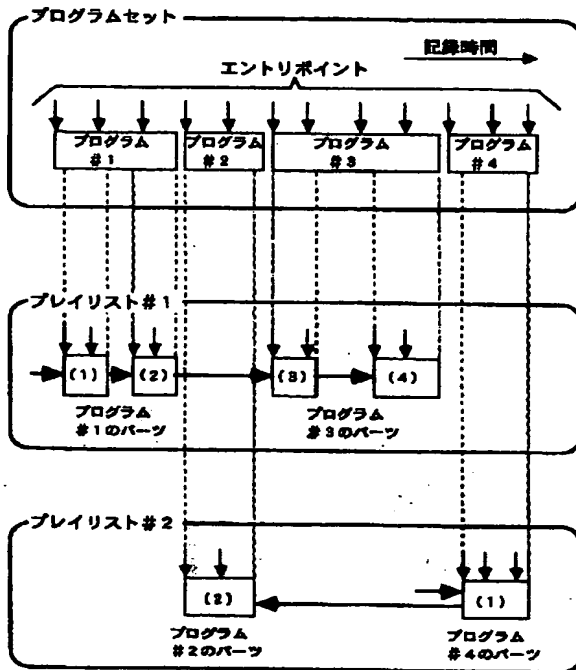 プログラムセット
記録時間
エントリポイント
プログラム
#1
プログラム
#2
プログラム
#3
プログラム
#4
プレイリスト#1
(1)
(2)
(3)
(4)
プログラム
#1のパーツ
プログラム
#3のパーツ
プレイリスト#2
(2)
(1)
プログラム
#2のパーツ
プログラム
#4のパーツ